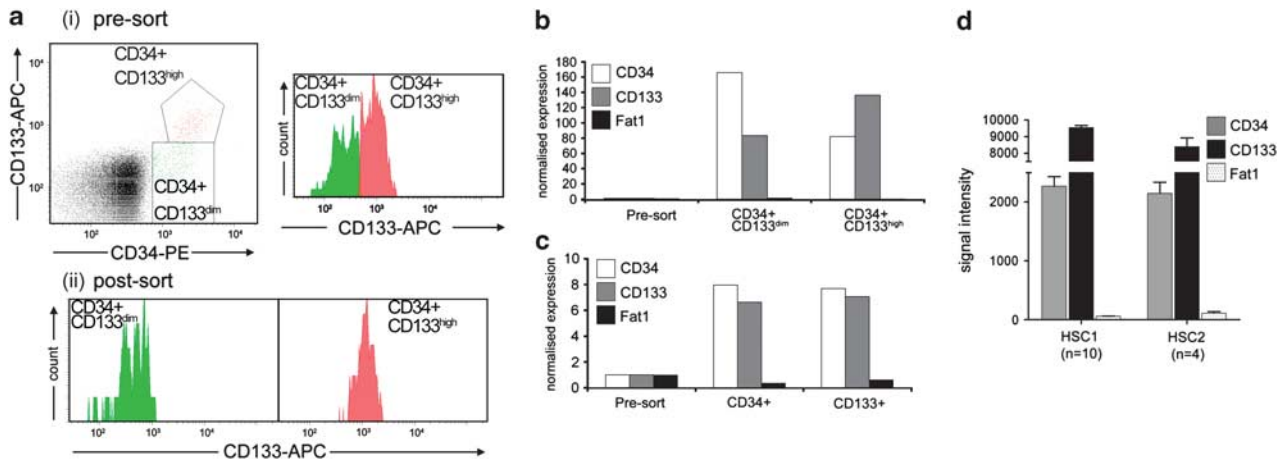 a (i) pre-sort
CD133-APC
10⁴
10³
10²
CD34+
CD133high
CD34+
CD133dim
10² 10³ 10⁴
CD34-PE
count
CD34+
CD133dim
CD34+
CD133high
10² 10³ 10⁴
CD133-APC
(ii) post-sort
count
CD34+
CD133dim
CD34+
CD133high
10² 10³ 10⁴
10² 10³ 10⁴
CD133-APC
b
normalised expression
180
160
140
120
100
80
60
40
20
0
CD34
CD133
Fat1
Pre-sort
CD34+
CD133dim
CD34+
CD133high
c
normalised expression
10
8
6
4
2
0
CD34
CD133
Fat1
Pre-sort CD34+ CD133+
d
signal intensity
10000
9000
8000
2000
1000
0
CD34
CD133
Fat1
HSC1
(n=10)
HSC2
(n=4)